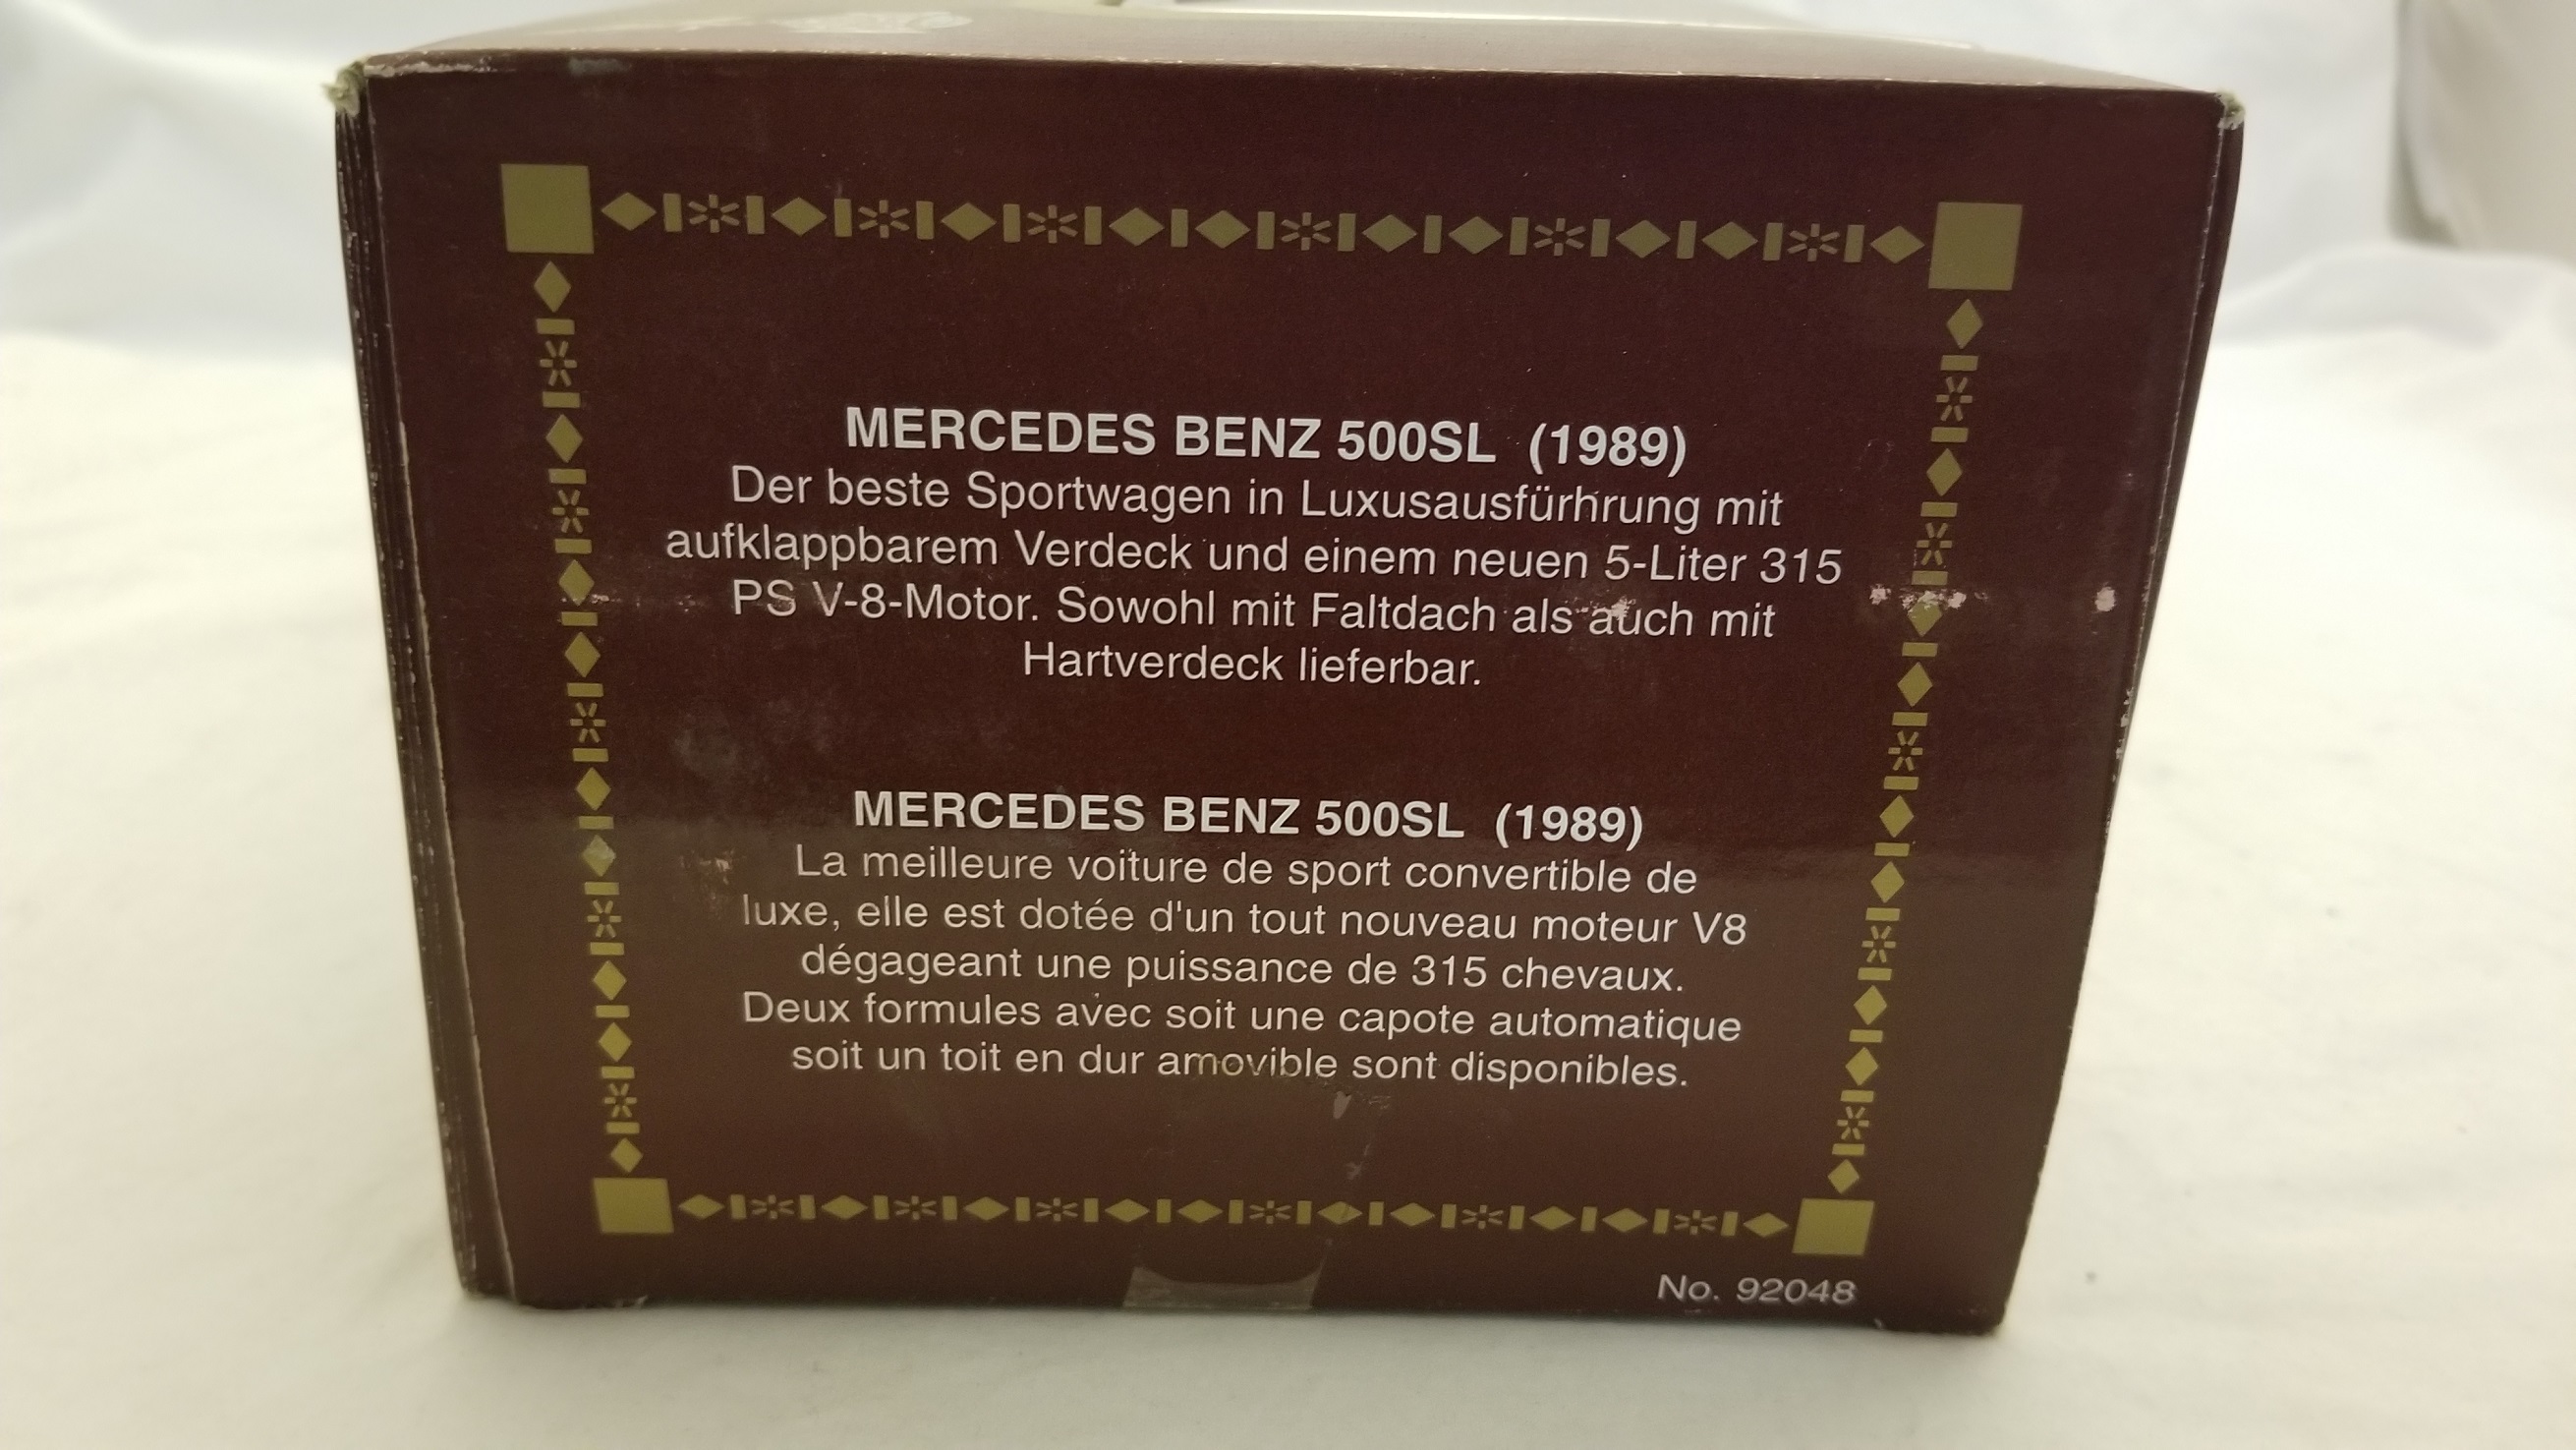 MERCEDES BENZ 500SL (1989)
Der beste Sportwagen in Luxusausfürhrung mit
aufklappbarem Verdeck und einem neuen 5-Liter 315
PS V-8-Motor. Sowohl mit Faltdach als auch mit
Hartverdeck lieferbar.
MERCEDES BENZ 500SL (1989)
La meilleure voiture de sport convertible de
luxe, elle est dotée d'un tout nouveau moteur V8
dégageant une puissance de 315 chevaux.
Deux formules avec soit une capote automatique
soit un toit en dur amovible sont disponibles.
No. 92048